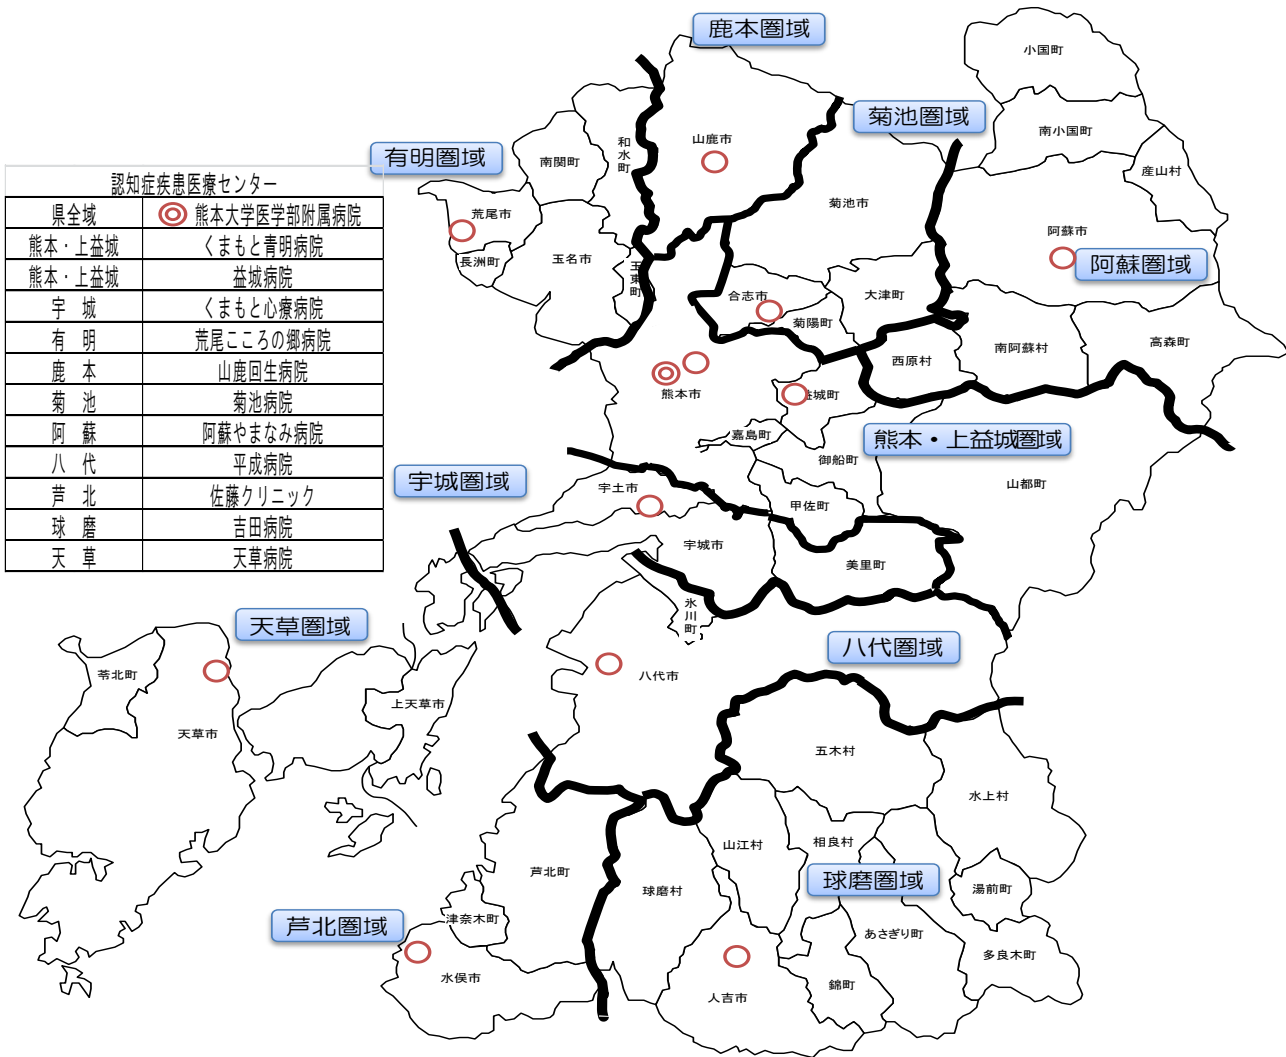 鹿本圏域
小国町
菊池圏域
南小国町
山鹿市
和水町
有明圏域
南関町
産山村
認知症疾患医療センター
県全域 ◎ 熊本大学医学部附属病院
熊本・上益城 くまもと青明病院
熊本・上益城 益城病院
宇 城 くまもと心療病院
有 明 荒尾こころの郷病院
鹿 本 山鹿回生病院
菊 池 菊池病院
阿 蘇 阿蘇やまなみ病院
八 代 平成病院
芦 北 佐藤クリニック
球 磨 吉田病院
天 草 天草病院
菊池市
荒尾市
阿蘇市
長洲町
玉名市
玉東町
阿蘇圏域
合志市
大津町
菊陽町
高森町
南阿蘇村
西原村
熊本市
益城町
嘉島町
熊本・上益城圏域
御船町
宇城圏域
宇土市
山都町
甲佐町
宇城市
美里町
氷川町
天草圏域
八代圏域
苓北町
八代市
上天草市
天草市
五木村
水上村
山江村
相良村
芦北町
球磨村
球磨圏域
湯前町
芦北圏域
津奈木町
あさぎり町
多良木町
水俣市
錦町
人吉市